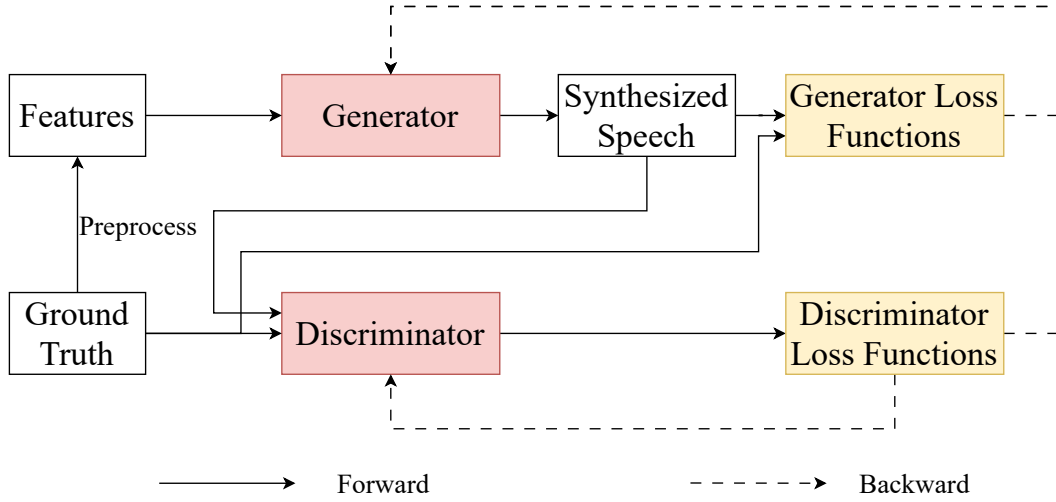 Features
Generator
Synthesized
Speech
Generator Loss
Functions
Preprocess
Ground
Truth
Discriminator
Discriminator
Loss Functions
Forward
Backward